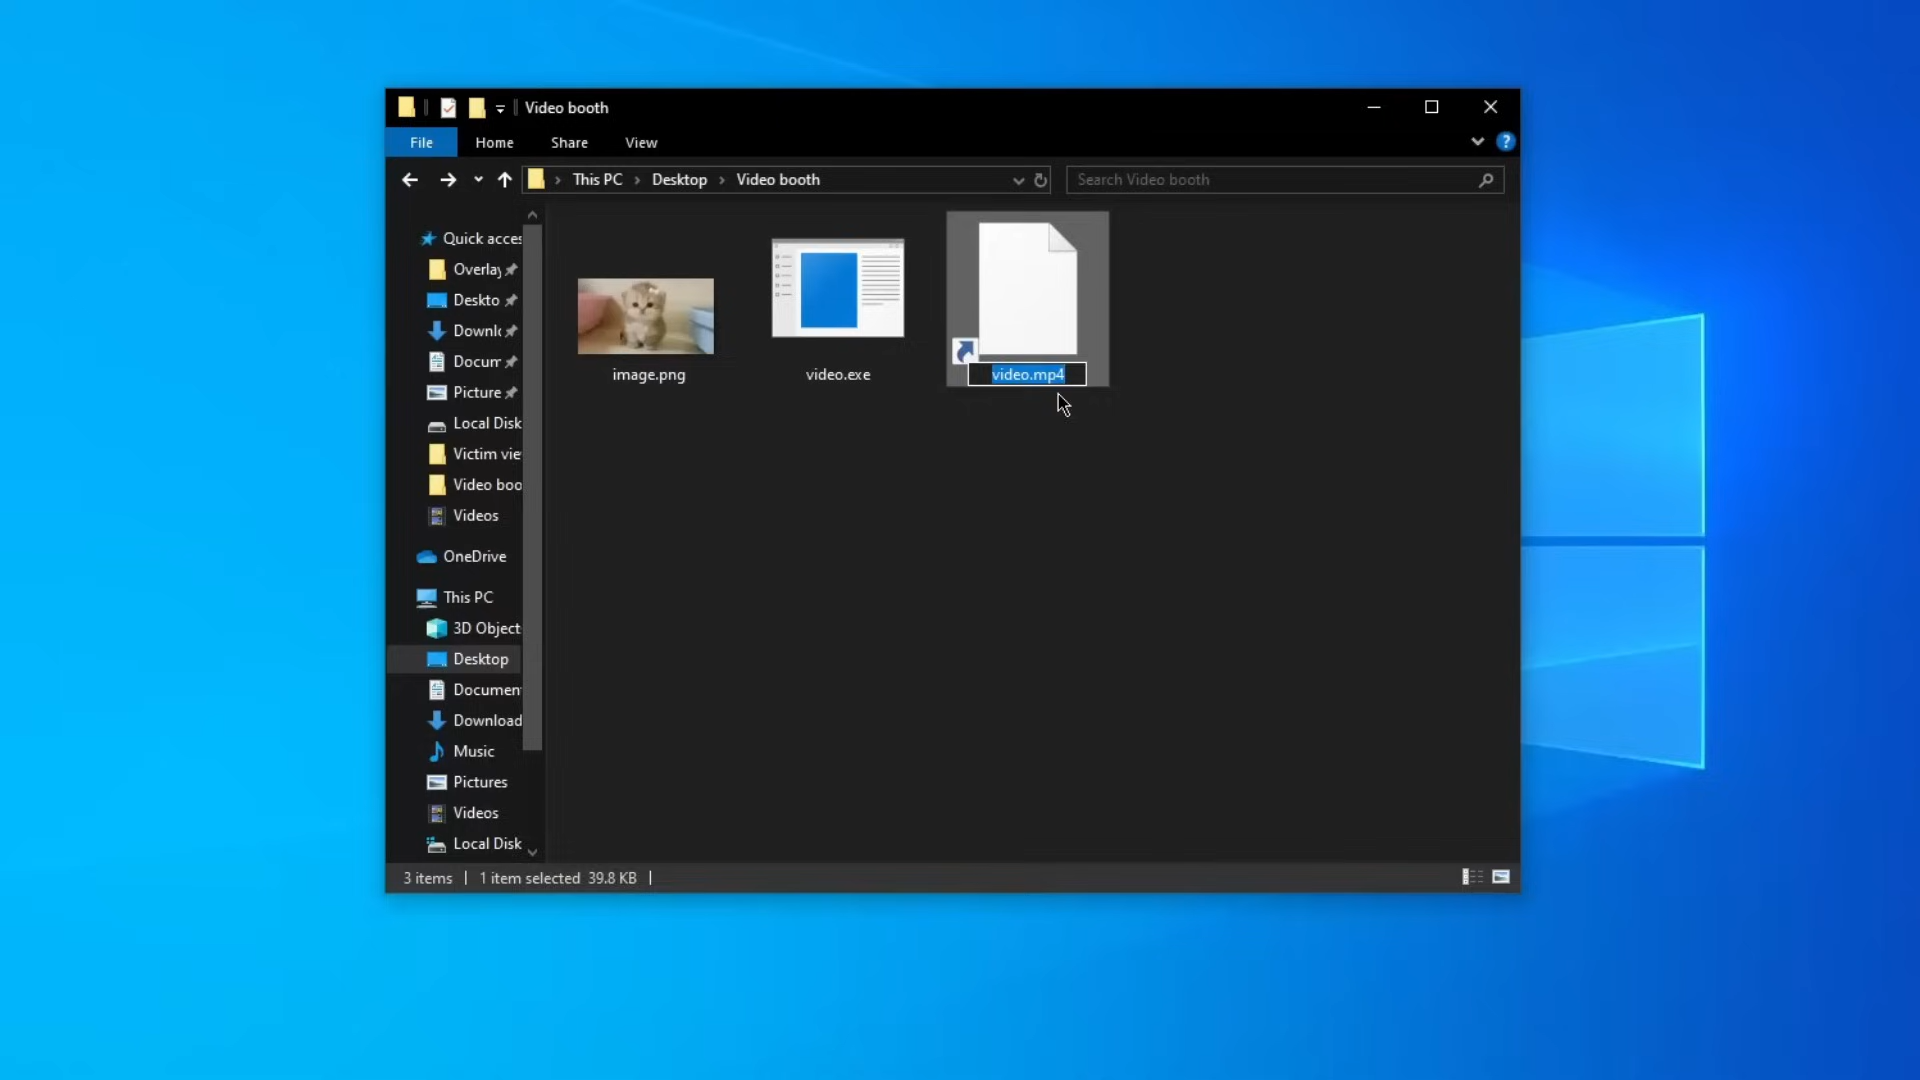 Video booth
File
Home
Share
View
?
This PC
Desktop
Video booth
Search Video booth
Quick acces
Overlay
Deskto
Downlo
Docum
Picture
Local Disk
Victim vie
Video boo
Videos
OneDrive
This PC
3D Object
Desktop
Documen
Download
Music
Pictures
Videos
Local Disk
image.png
video.exe
video.mp4
3 items
1 item selected 39.8 KB